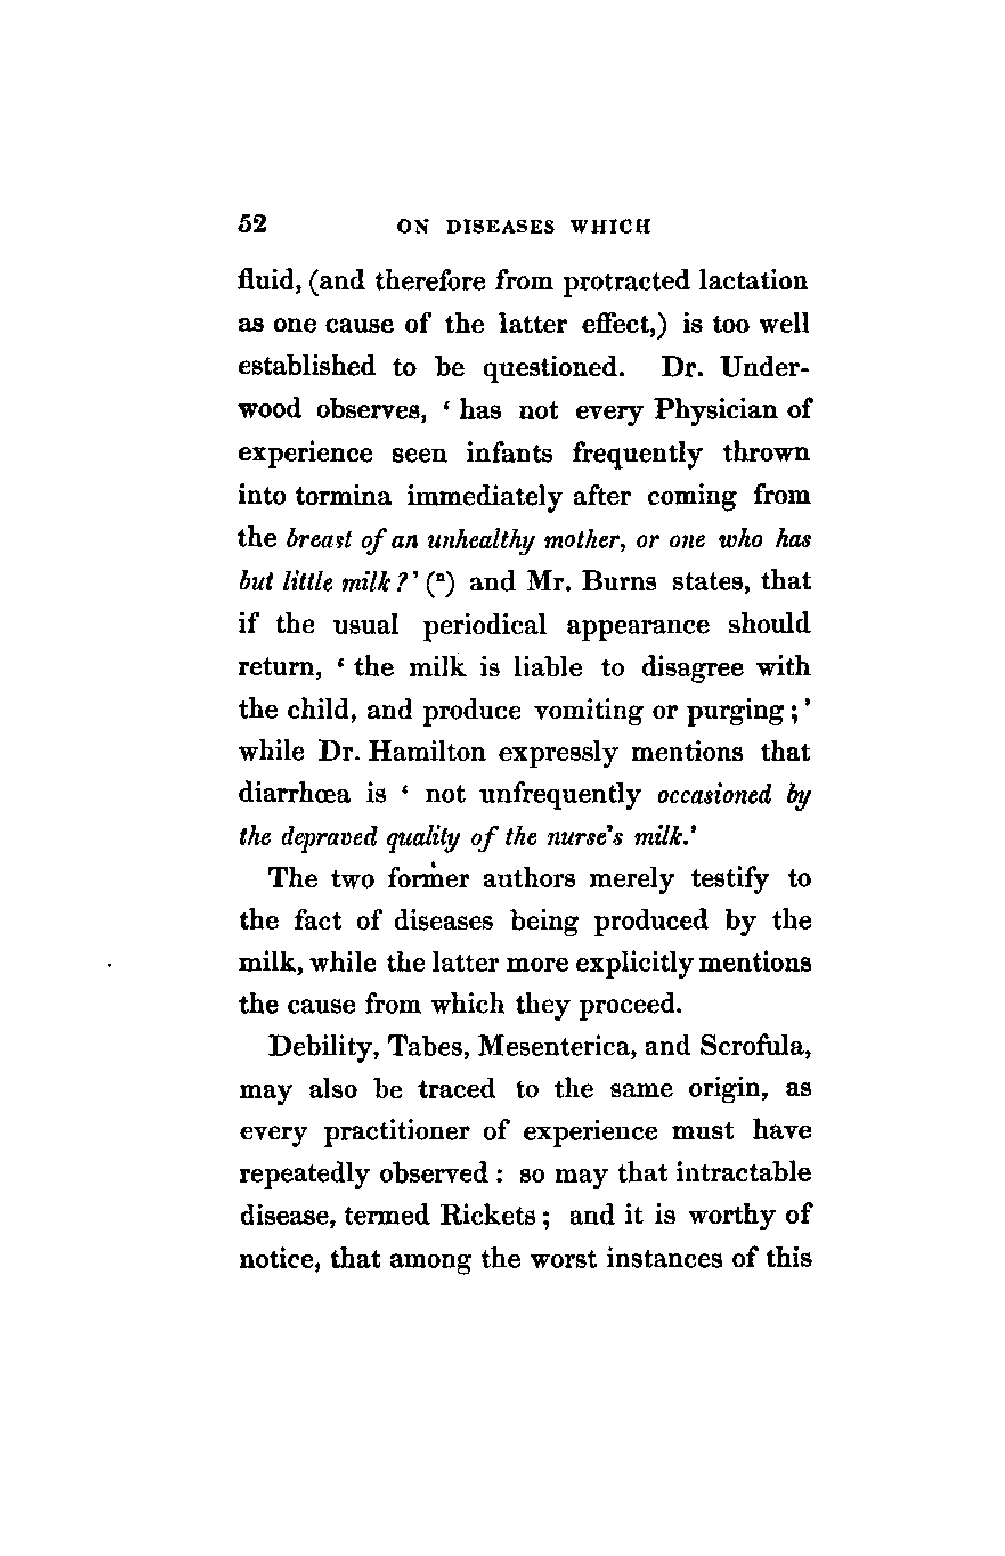 52 ON DISEASES WHICH
fluid, (and therefore from protracted lactation
as one cause of the latter effect,) is too well
established to be questioned. Dr. Under-
wood observes, ‘ has not every Physician of
experience seen infants frequently thrown
into tormina immediately after coming from
the breast of an unhealthy mother, or one who has
but little milk ?’ (ⁿ) and Mr. Burns states, that
if the usual periodical appearance should
return, ‘ the milk is liable to disagree with
the child, and produce vomiting or purging ;’
while Dr. Hamilton expressly mentions that
diarrhœa is ‘ not unfrequently occasioned by
the depraved quality of the nurse's milk.’
The two former authors merely testify to
the fact of diseases being produced by the
milk, while the latter more explicitly mentions
the cause from which they proceed.
Debility, Tabes, Mesenterica, and Scrofula,
may also be traced to the same origin, as
every practitioner of experience must have
repeatedly observed : so may that intractable
disease, termed Rickets ; and it is worthy of
notice, that among the worst instances of this